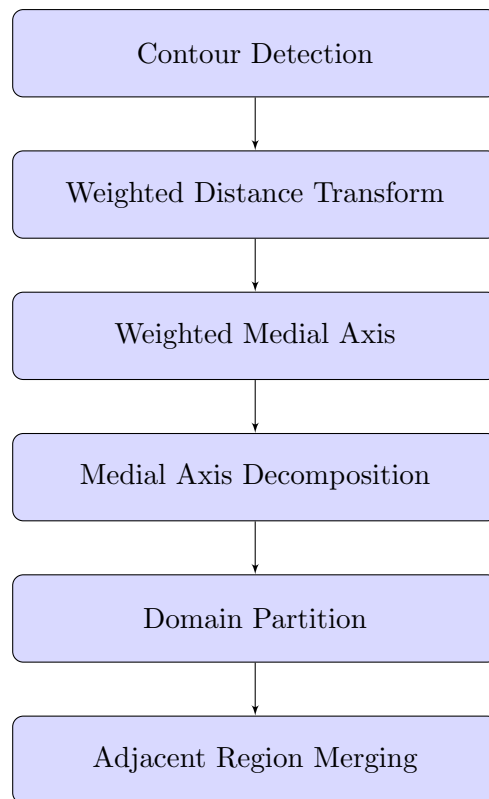 Contour Detection
Weighted Distance Transform
Weighted Medial Axis
Medial Axis Decomposition
Domain Partition
Adjacent Region Merging